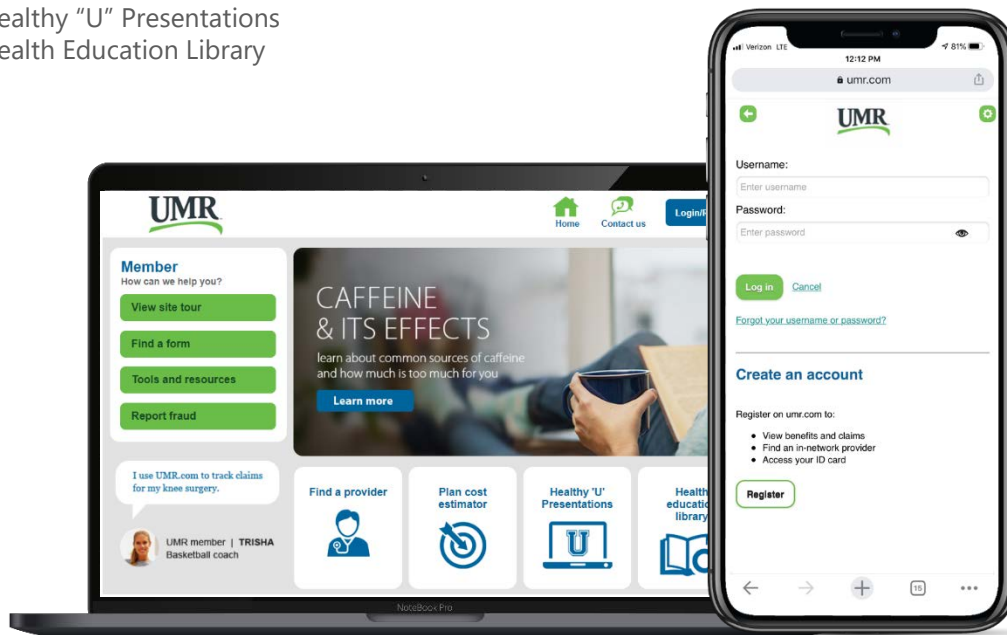 ealthy “U” Presentations
ealth Education Library
UMR
Home
Contact us
Login/R
Member
How can we help you?
View site tour
Find a form
Tools and resources
Report fraud
CAFFEINE
& ITS EFFECTS
learn about common sources of caffeine
and how much is too much for you
Learn more
I use UMR.com to track claims
for my knee surgery.
UMR member | TRISHA
Basketball coach
Find a provider
Plan cost
estimator
Healthy 'U'
Presentations
U
Health
educatio
library
NoteBook Pro
Verizon LTE
12:12 PM
81%
umr.com
UMR
Username:
Enter username
Password:
Enter password
Log in
Cancel
Forgot your username or password?
Create an account
Register on umr.com to:
• View benefits and claims
• Find an in-network provider
• Access your ID card
Register
15